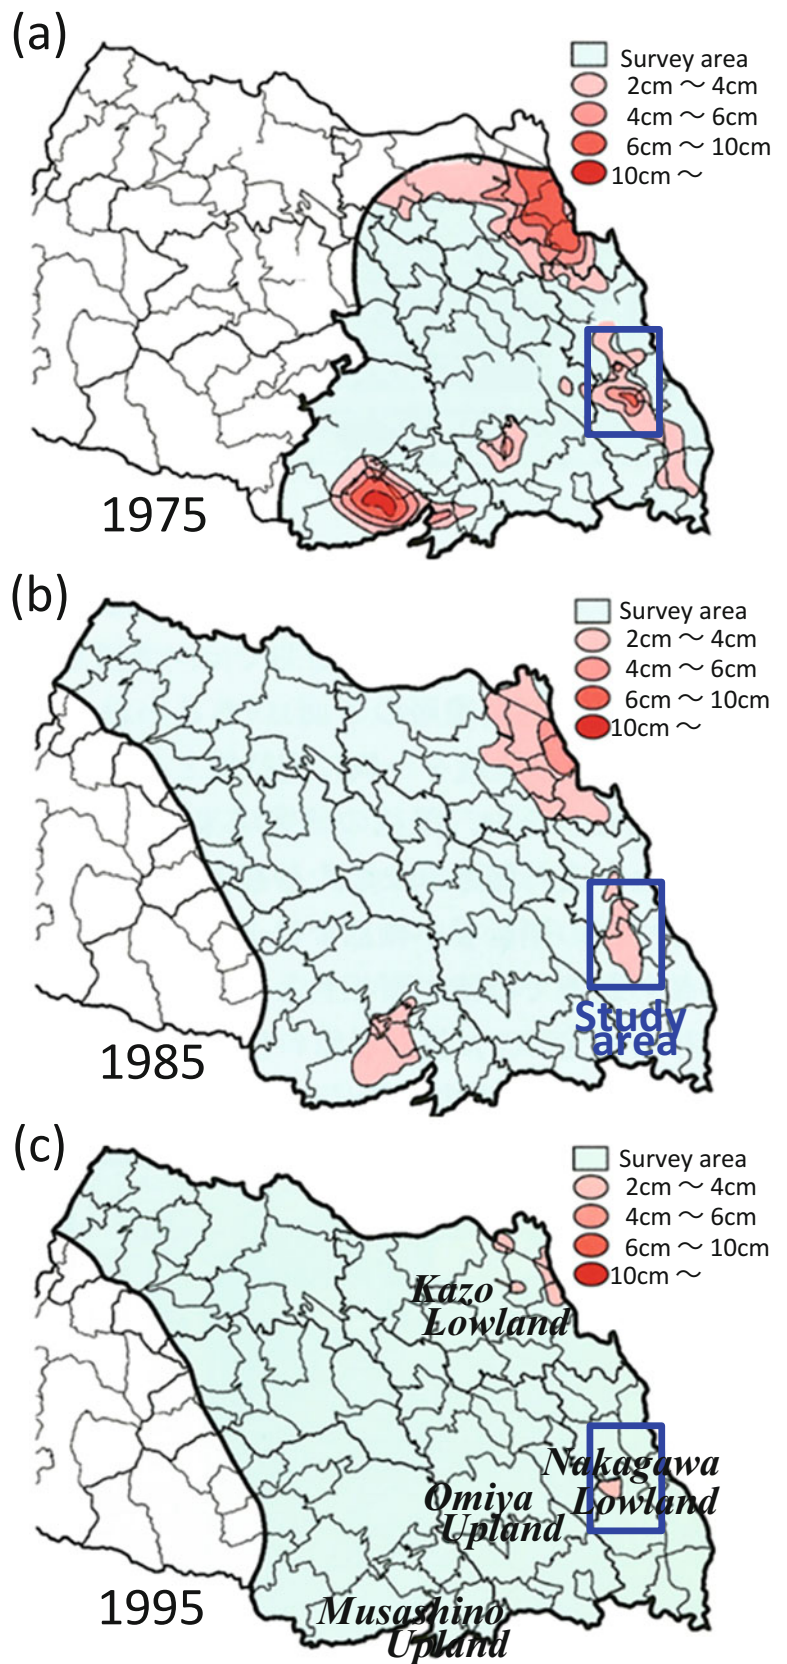 (a)
Survey area
2cm ～ 4cm
4cm ～ 6cm
6cm ～ 10cm
10cm ～
1975
(b)
Survey area
2cm ～ 4cm
4cm ～ 6cm
6cm ～ 10cm
10cm ～
Study
area
1985
(c)
Survey area
2cm ～ 4cm
4cm ～ 6cm
6cm ～ 10cm
10cm ～
Kazo
Lowland
Nakagawa
Lowland
Omiya
Upland
1995
Musashino
Upland